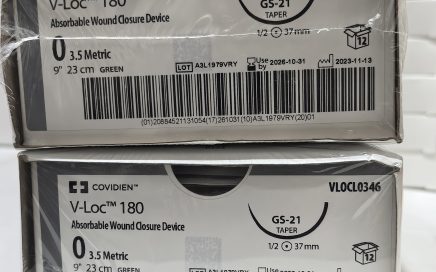 V-Loc™ 180
Absorbable Wound Closure Device
GS-21
TAPER
0 3.5 Metric
1/2 37 mm
9" 23 cm GREEN
LOT A3L1979VRY
Use by 2026-10-31
2023-11-13
12
(01)20884521131054(17)261031(10)A3L1979VRY(20)01
COVIDIEN™
VLOCL0346
V-Loc™ 180
Absorbable Wound Closure Device
GS-21
TAPER
0 3.5 Metric
1/2 37 mm
9" 23 cm GREEN
12